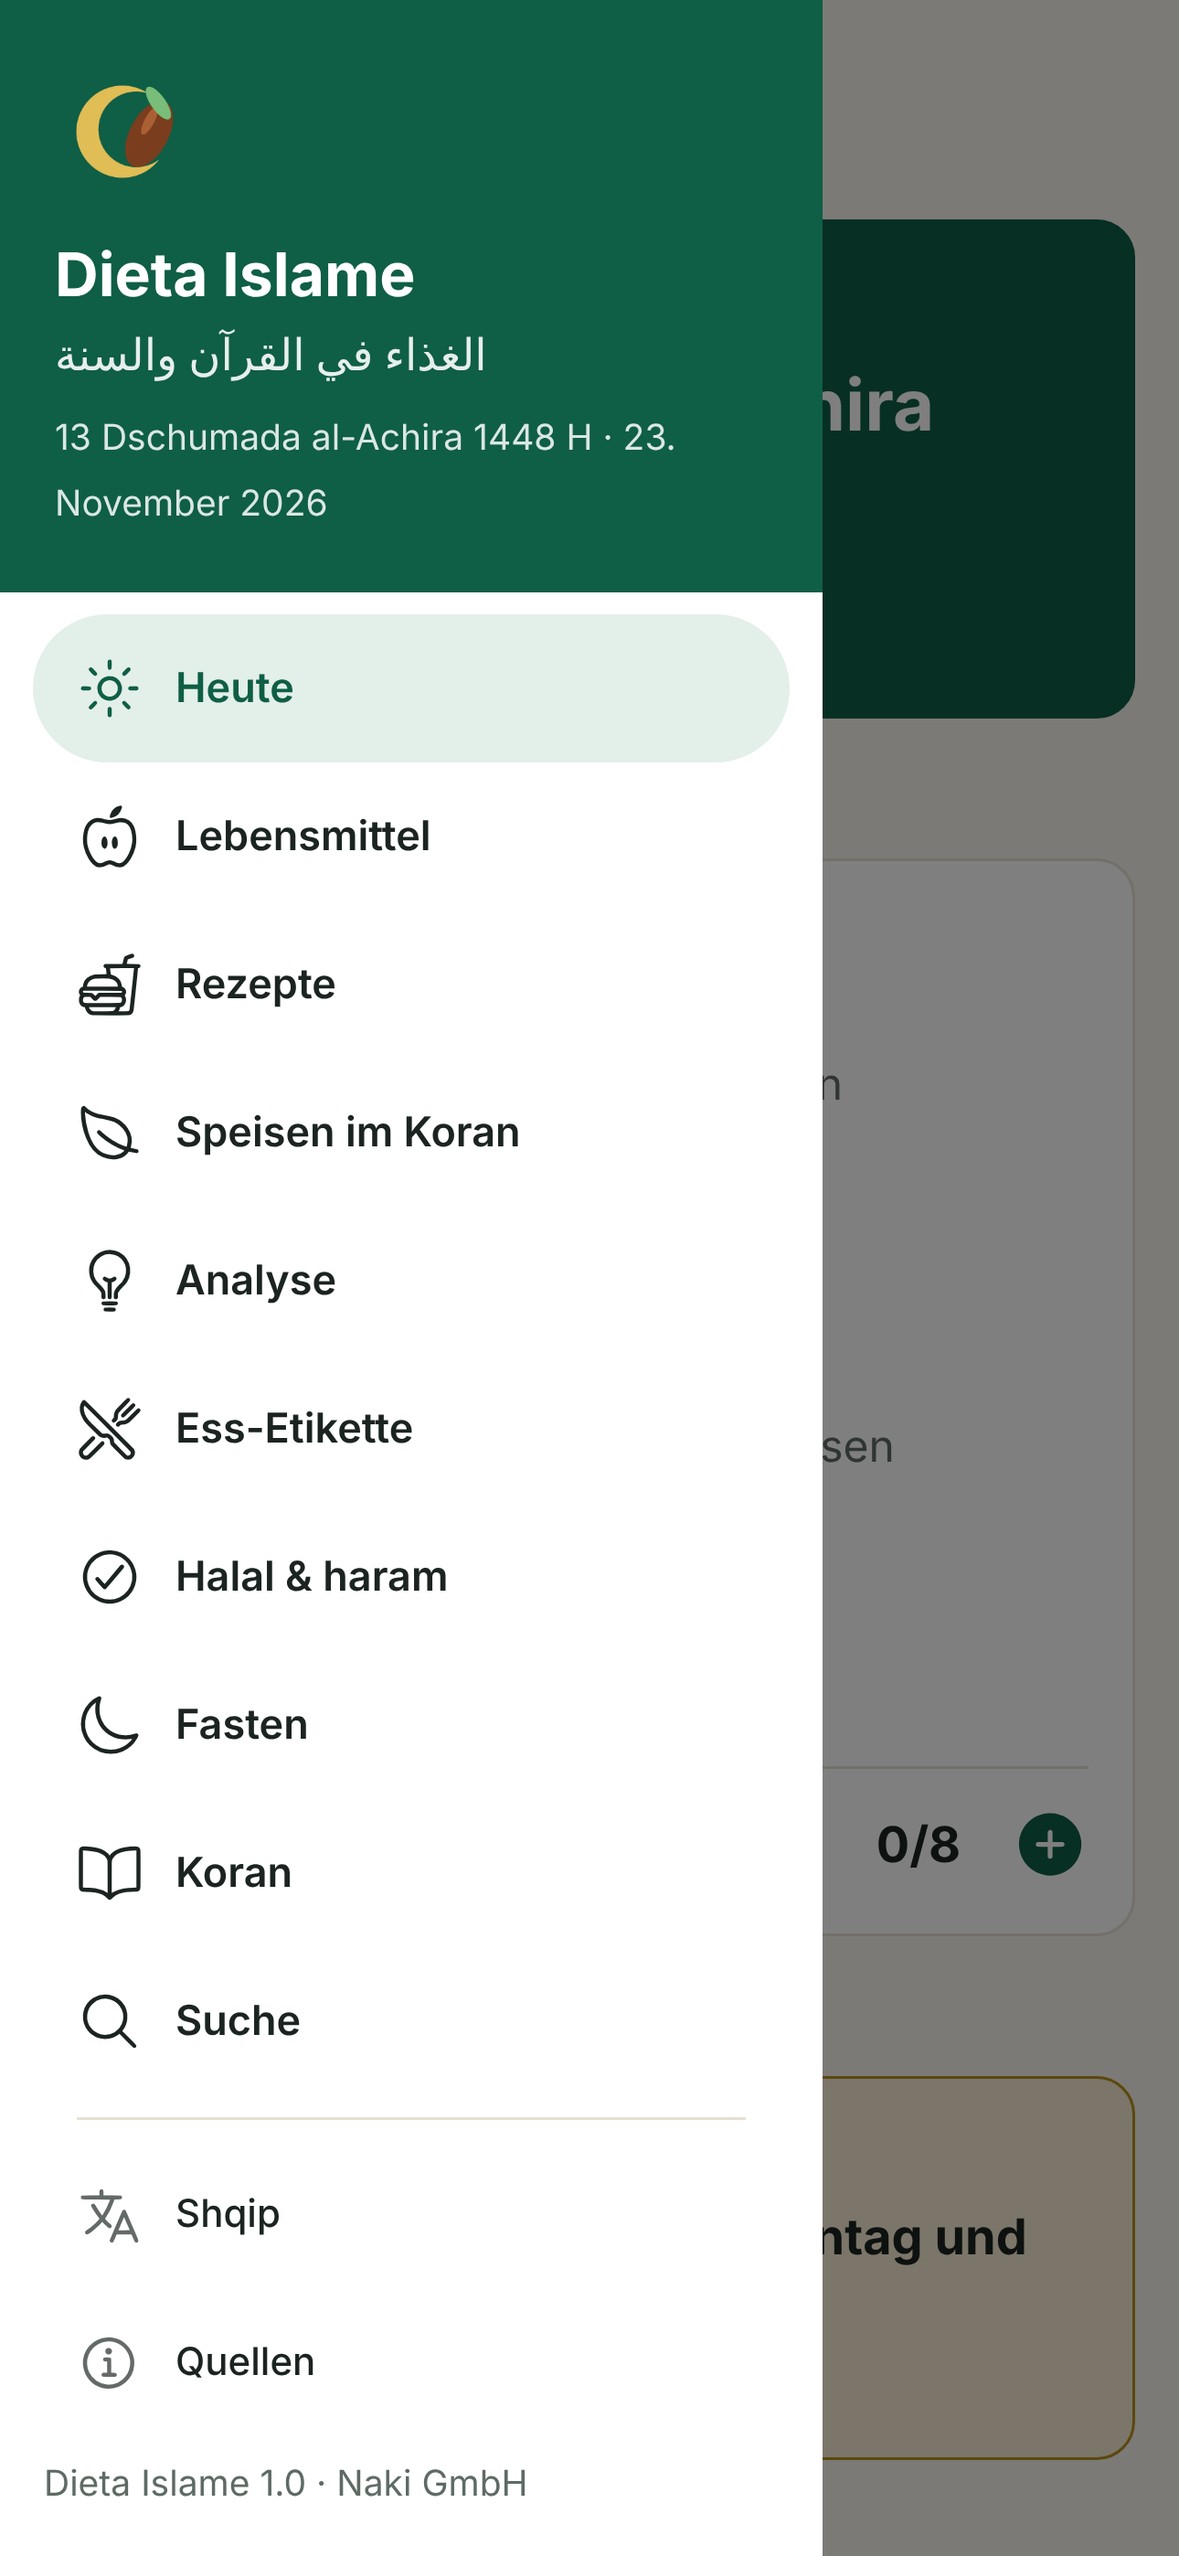 Dieta Islame
الغذاء في القرآن والسنة
13 Dschumada al-Achira 1448 H · 23.
November 2026
Heute
Lebensmittel
Rezepte
Speisen im Koran
Analyse
Ess-Etikette
Halal & haram
Fasten
Koran
0/8
Suche
Shqip
ntag und
Quellen
Dieta Islame 1.0 · Naki GmbH